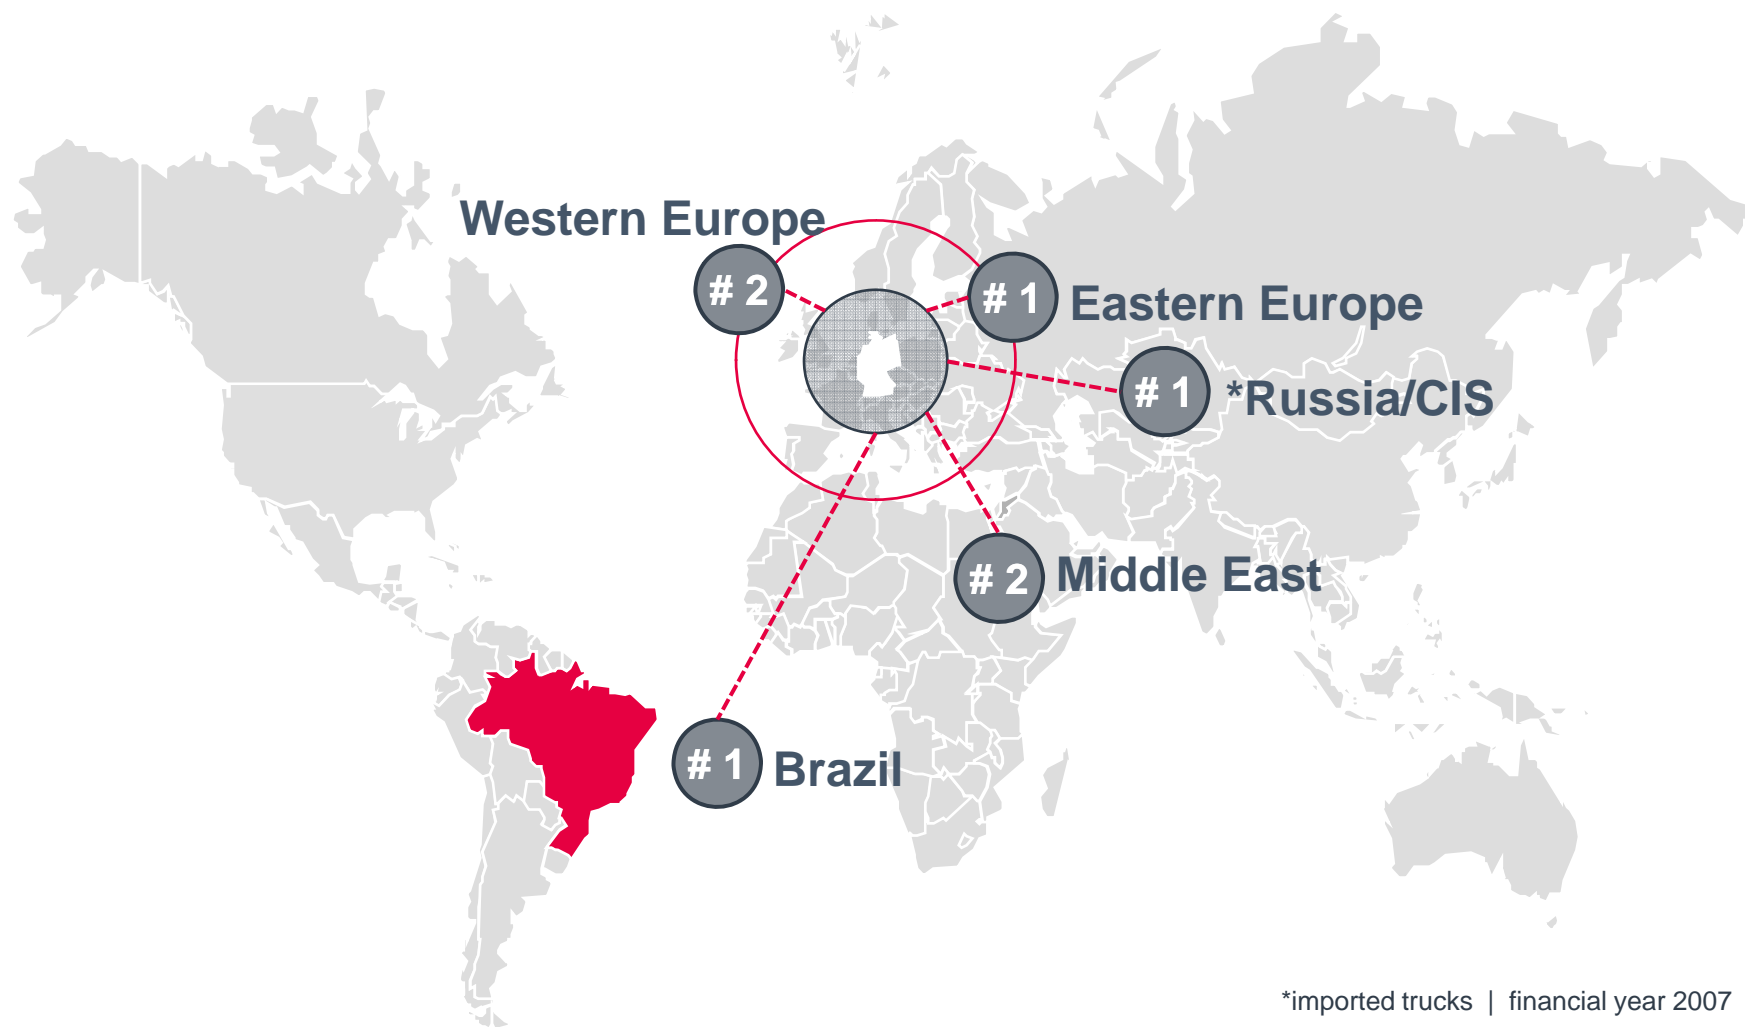 Western Europe
# 2
# 1
Eastern Europe
# 1
*Russia/CIS
# 2
Middle East
# 1
Brazil
*imported trucks | financial year 2007